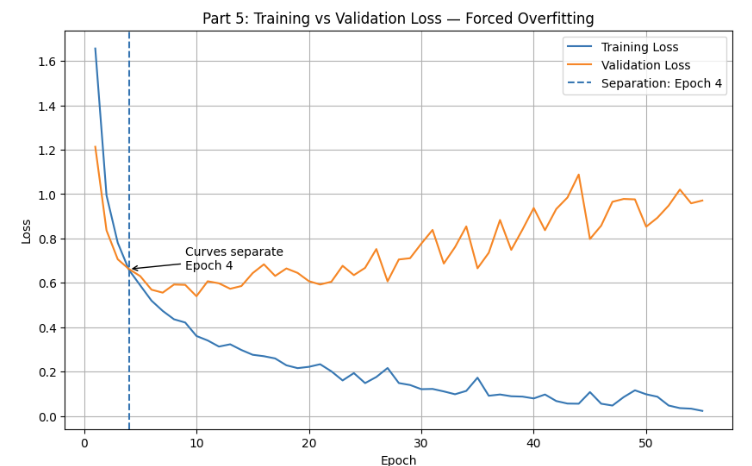 Part 5: Training vs Validation Loss — Forced Overfitting
Training Loss
Validation Loss
Separation: Epoch 4
Curves separate
Epoch 4
Loss
1.6
1.4
1.2
1.0
0.8
0.6
0.4
0.2
0.0
0
10
20
30
40
50
Epoch